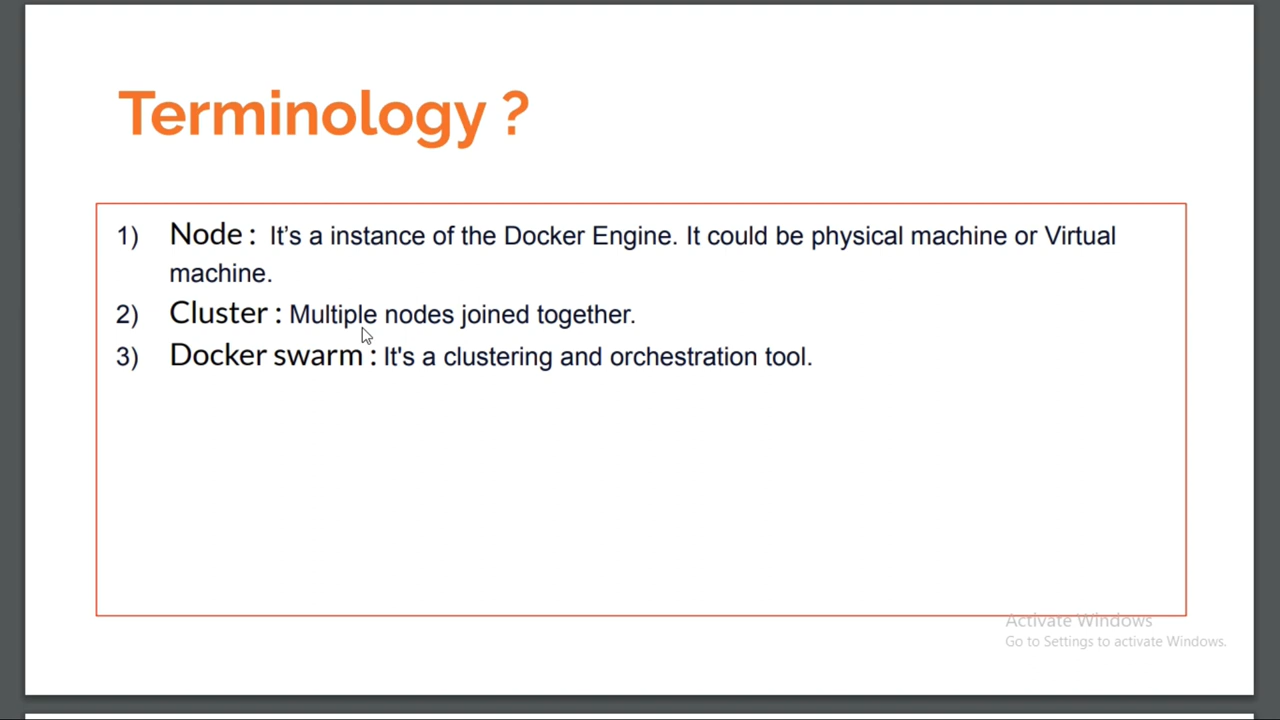 Terminology ?
1) Node : It’s a instance of the Docker Engine. It could be physical machine or Virtual
machine.
2) Cluster : Multiple nodes joined together.
3) Docker swarm : It's a clustering and orchestration tool.
Activate Windows
Go to Settings to activate Windows.